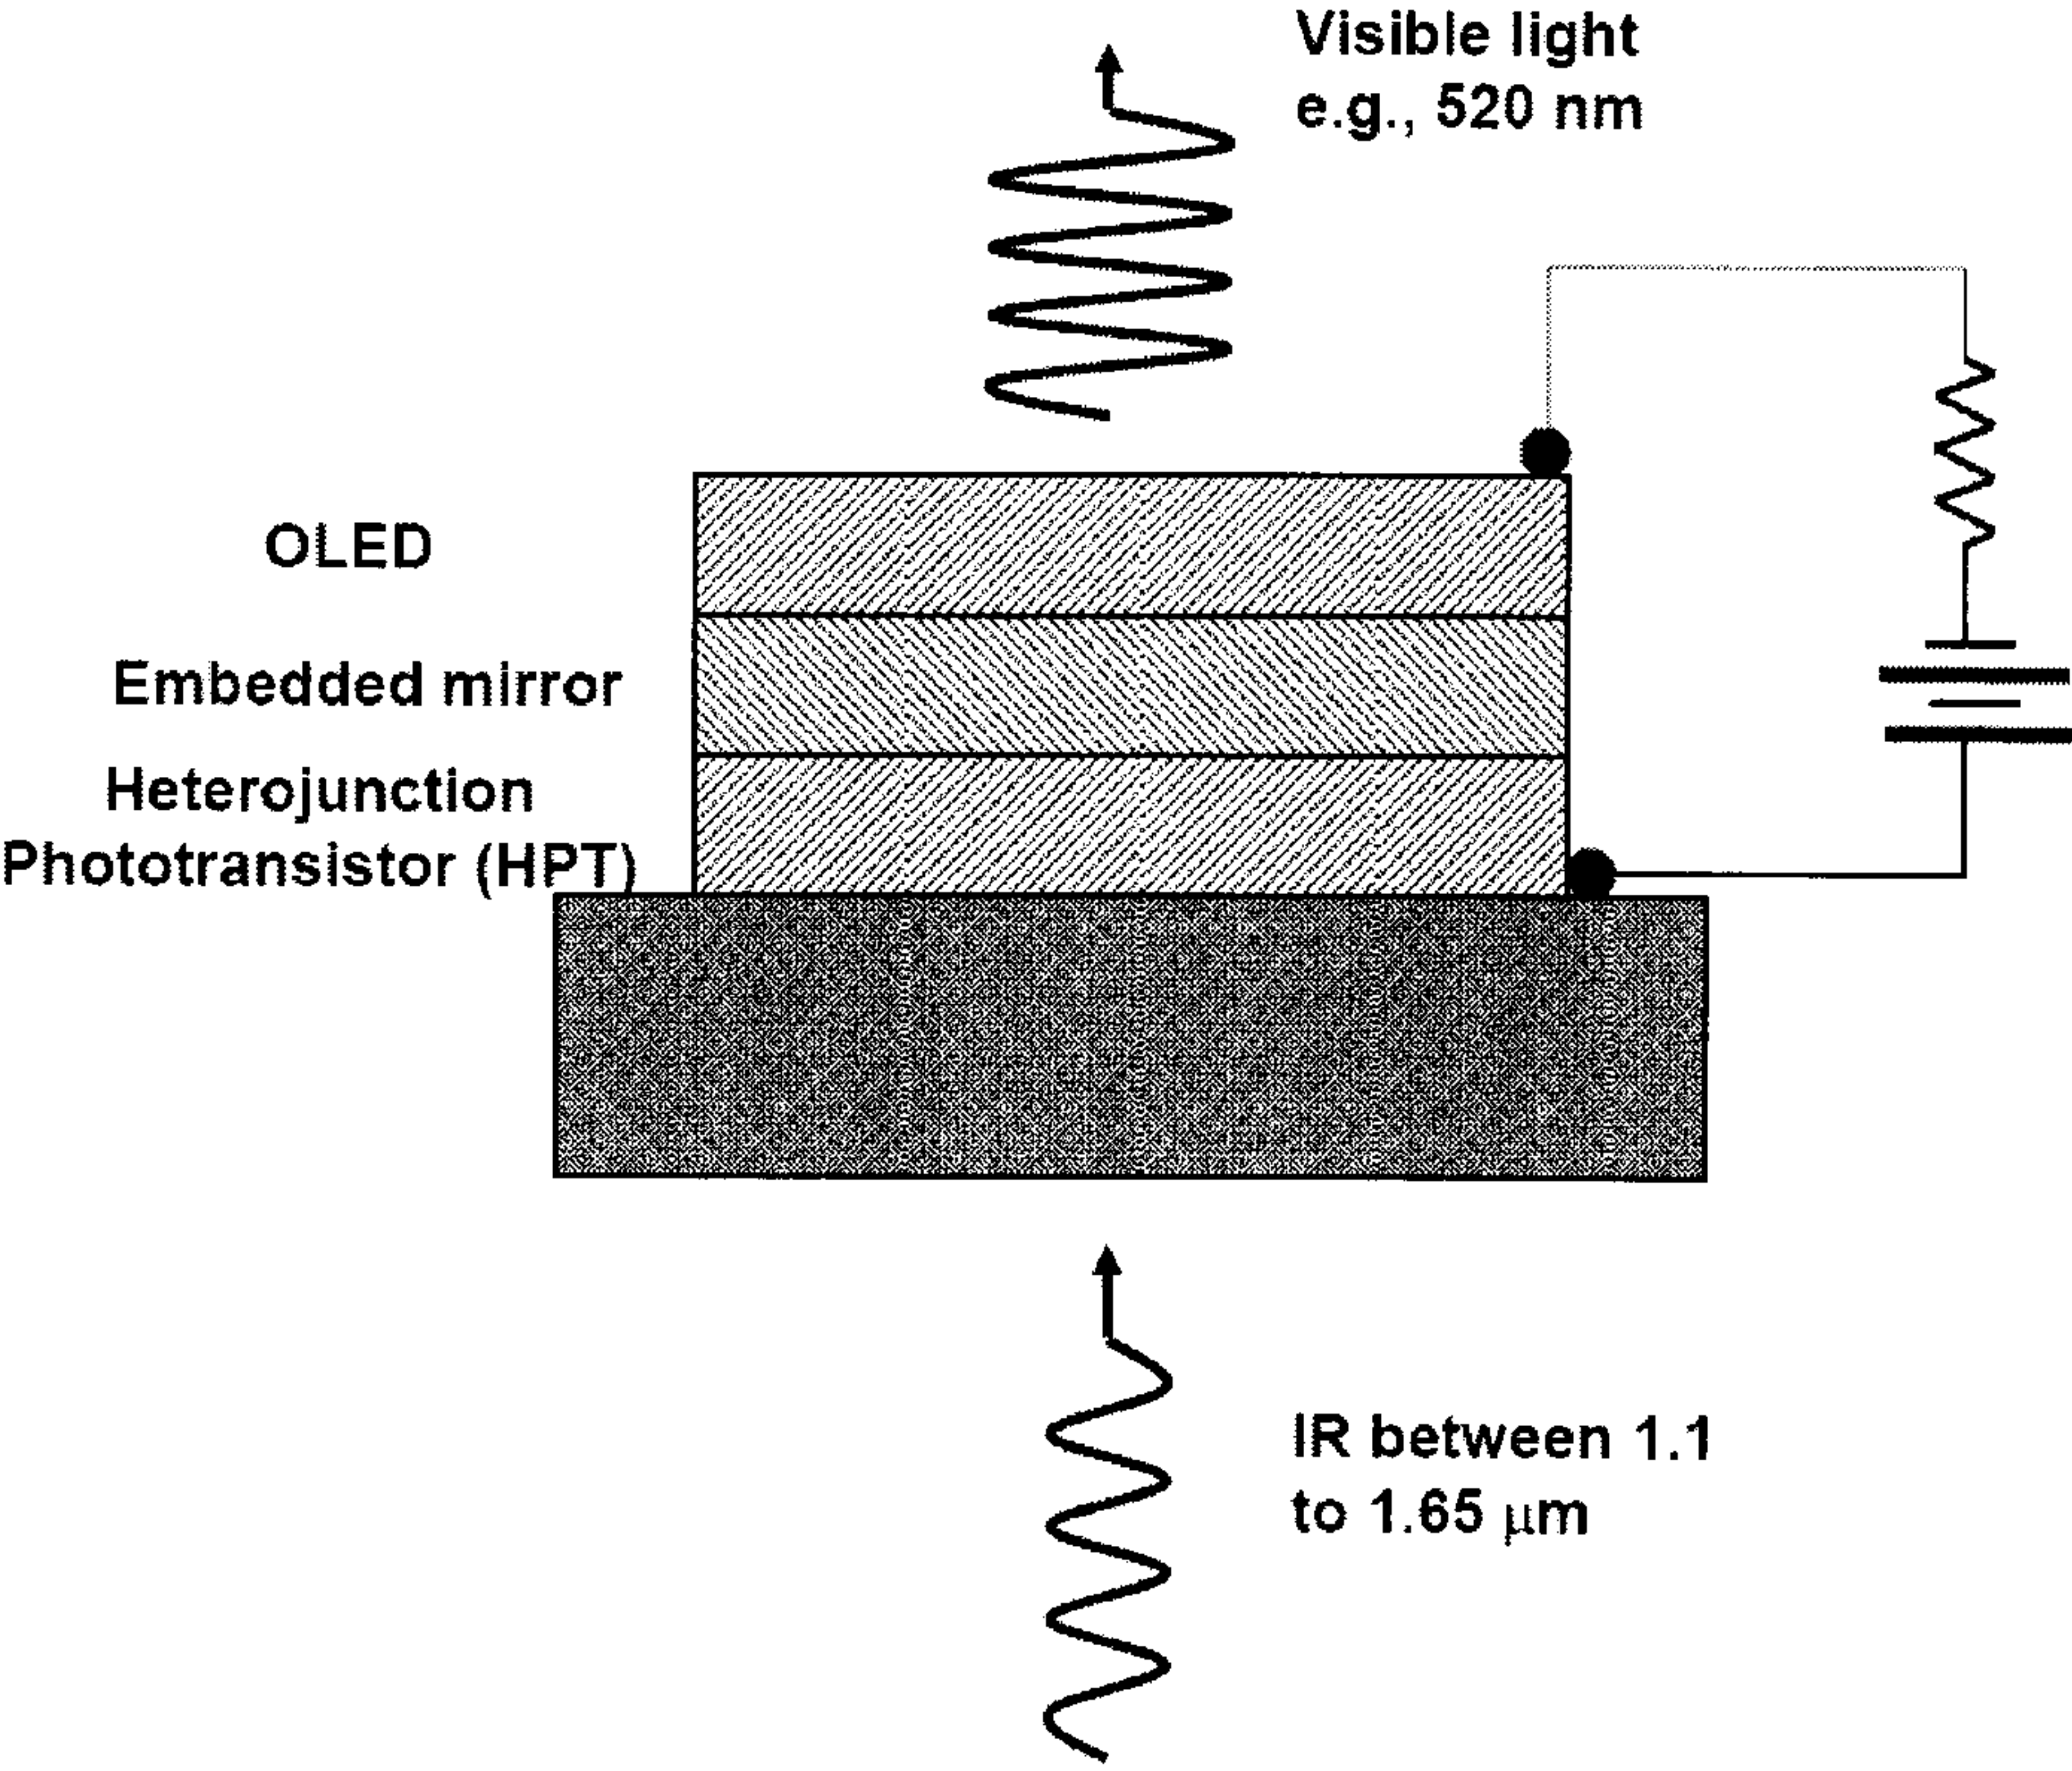 Visible light
e.g., 520 nm
OLED
Embedded mirror
Heterojunction
Phototransistor (HPT)
IR between 1.1
to 1.65 μm